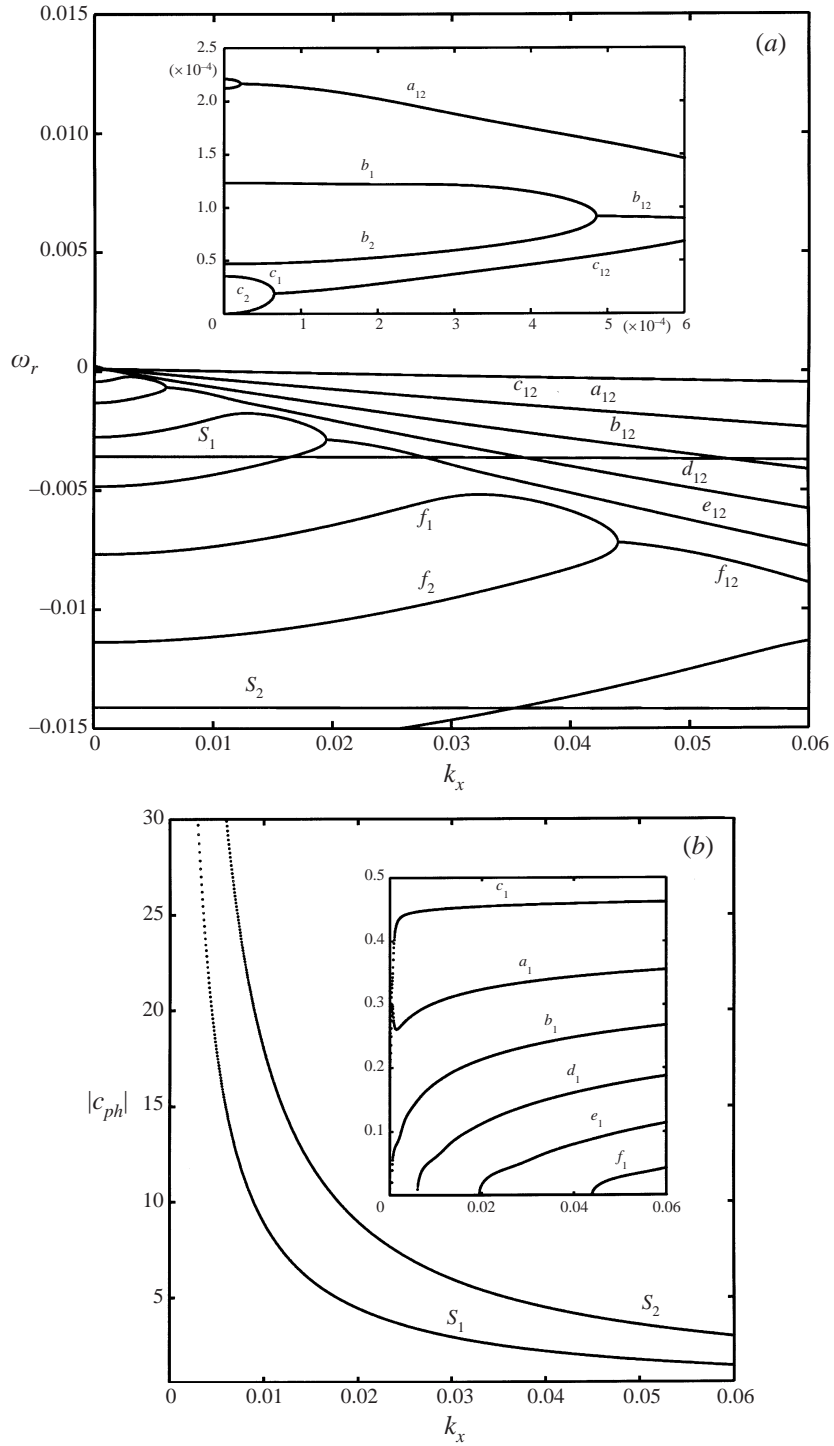 0.015
(a)
2.5
(×10⁻⁴)
a₁₂
2.0
0.010
1.5
b₁
b₁₂
1.0
b₂
0.005
0.5
c₁
c₂
c₁₂
0 1 2 3 4 5 (×10⁻⁴) 6
ωᵣ 0
c₁₂ a₁₂
b₁₂
S₁
d₁₂
–0.005
e₁₂
f₁
f₂ f₁₂
–0.01
S₂
–0.015
0 0.01 0.02 0.03 0.04 0.05 0.06
kₓ
30
(b)
0.5
c₁
25
0.4
a₁
0.3
20
b₁
0.2
d₁
|c_ph| 15
e₁
0.1
f₁
0 0.02 0.04 0.06
10
5
S₁ S₂
0 0.01 0.02 0.03 0.04 0.05 0.06
kₓ